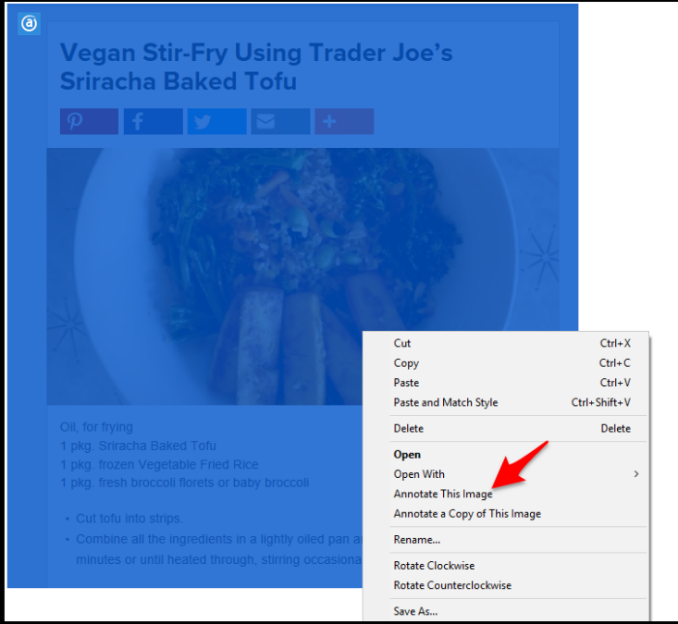 @
Vegan Stir-Fry Using Trader Joe's
Sriracha Baked Tofu
Oil, for frying
1 pkg. Sriracha Baked Tofu
1 pkg. frozen Vegetable Fried Rice
1 pkg. fresh broccoli florets or baby broccoli
• Cut tofu into strips.
• Combine all the ingredients in a lightly oiled pan
minutes or until heated through, stirring
Cut Ctrl+X
Copy Ctrl+C
Paste Ctrl+V
Paste and Match Style Ctrl+Shift+V
Delete Delete
Open
Open With >
Annotate This Image
Annotate a Copy of This Image
Rename...
Rotate Clockwise
Rotate Counterclockwise
Save As...